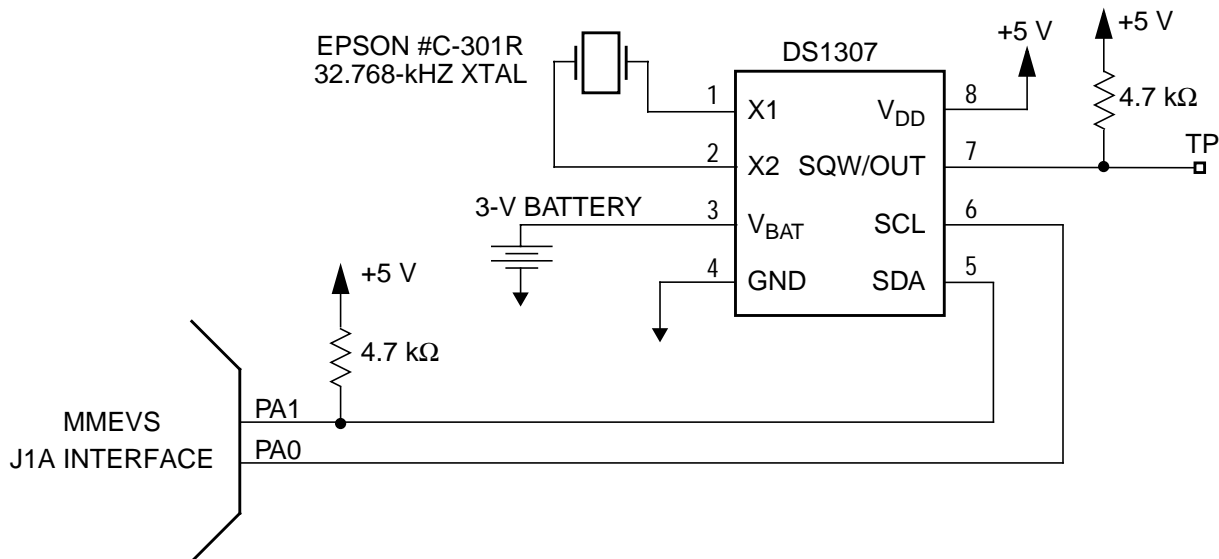 EPSON #C-301R
32.768-kHZ XTAL
+5 V
+5 V
DS1307
4.7 kΩ
TP
1
X1
VDD
8
2
X2
SQW/OUT
7
3-V BATTERY
3
VBAT
SCL
6
4
GND
SDA
5
+5 V
4.7 kΩ
MMEVS
J1A INTERFACE
PA1
PA0